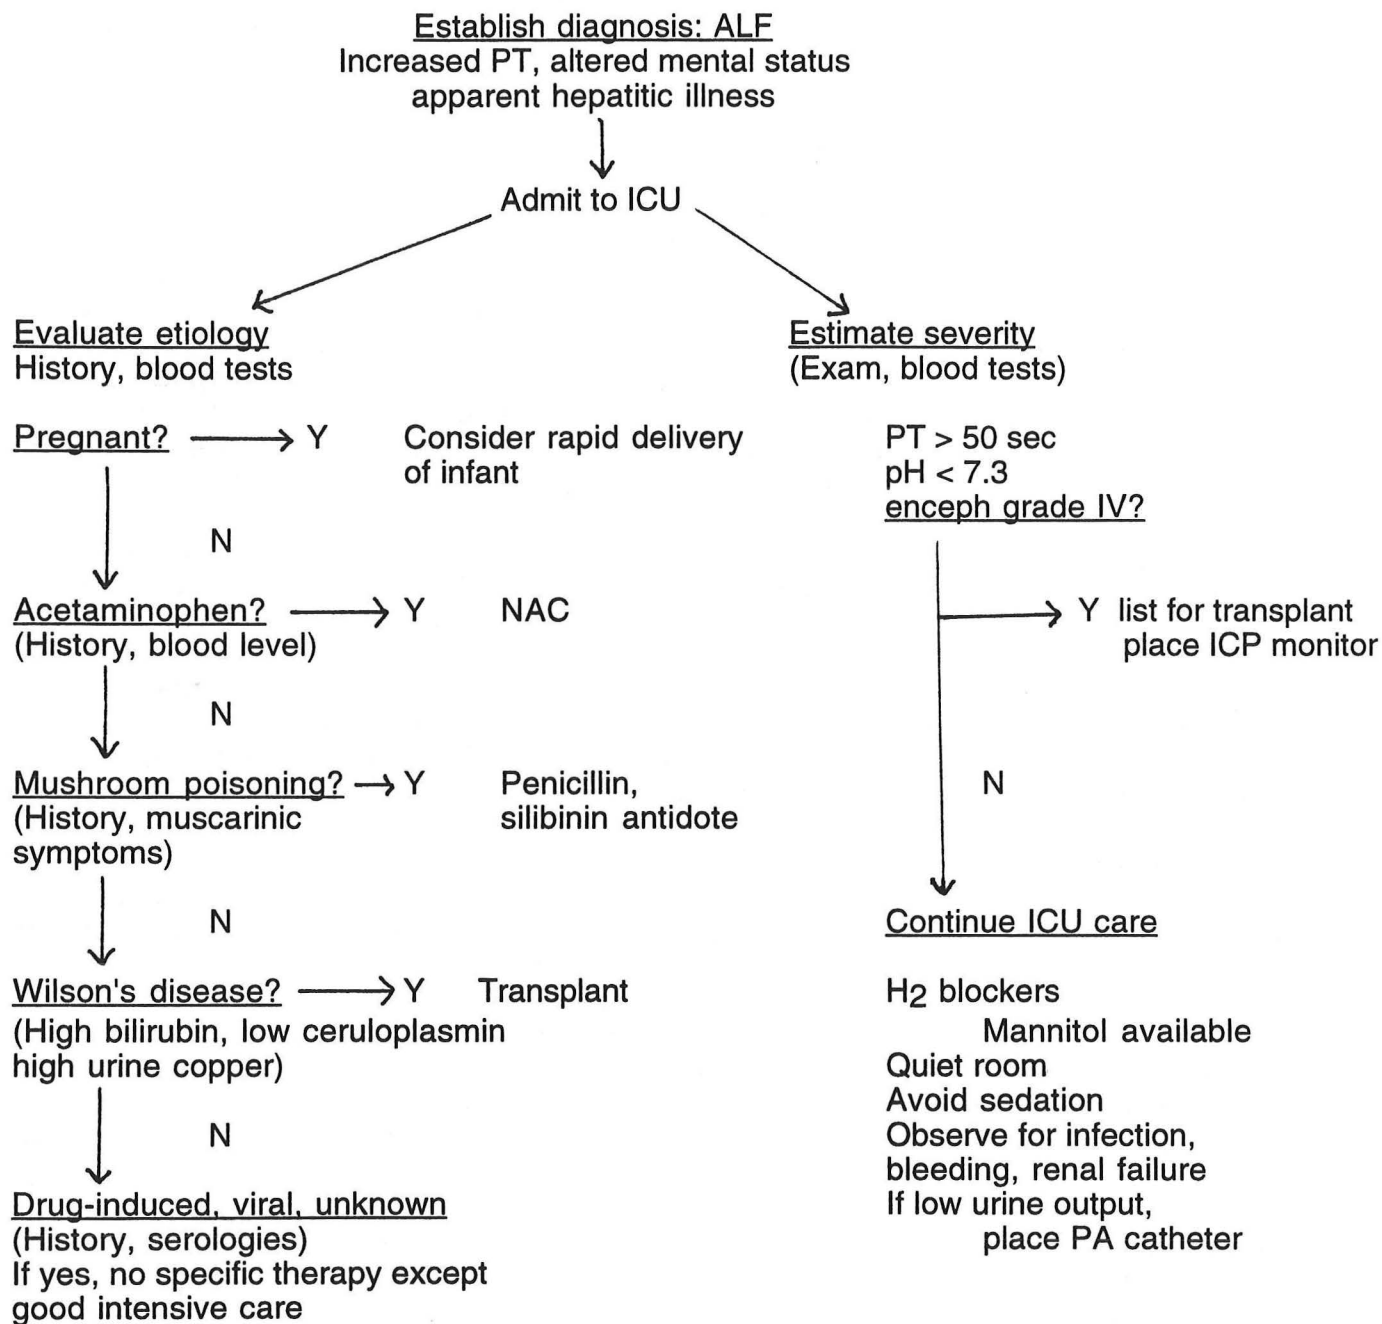 Establish diagnosis: ALF
Increased PT, altered mental status
apparent hepatitic illness
Admit to ICU
Evaluate etiology
History, blood tests
Pregnant? Y Consider rapid delivery
of infant
N
Acetaminophen? Y NAC
(History, blood level)
N
Mushroom poisoning? Y Penicillin,
silibinin antidote
(History, muscarinic
symptoms)
N
Wilson's disease? Y Transplant
(High bilirubin, low ceruloplasmin
high urine copper)
N
Drug-induced, viral, unknown
(History, serologies)
If yes, no specific therapy except
good intensive care
Estimate severity
(Exam, blood tests)
PT > 50 sec
pH < 7.3
enceph grade IV?
Y list for transplant
place ICP monitor
N
Continue ICU care
H2 blockers
Mannitol available
Quiet room
Avoid sedation
Observe for infection,
bleeding, renal failure
If low urine output,
place PA catheter